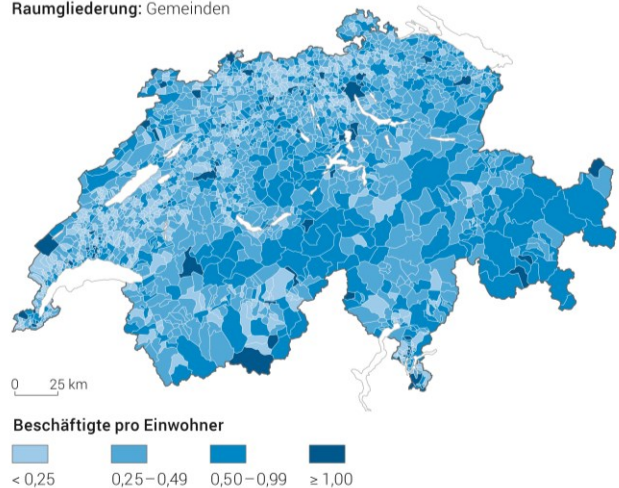 Raumgliederung: Gemeinden
0 25 km
Beschäftigte pro Einwohner
< 0,25 0,25–0,49 0,50–0,99 ≥ 1,00